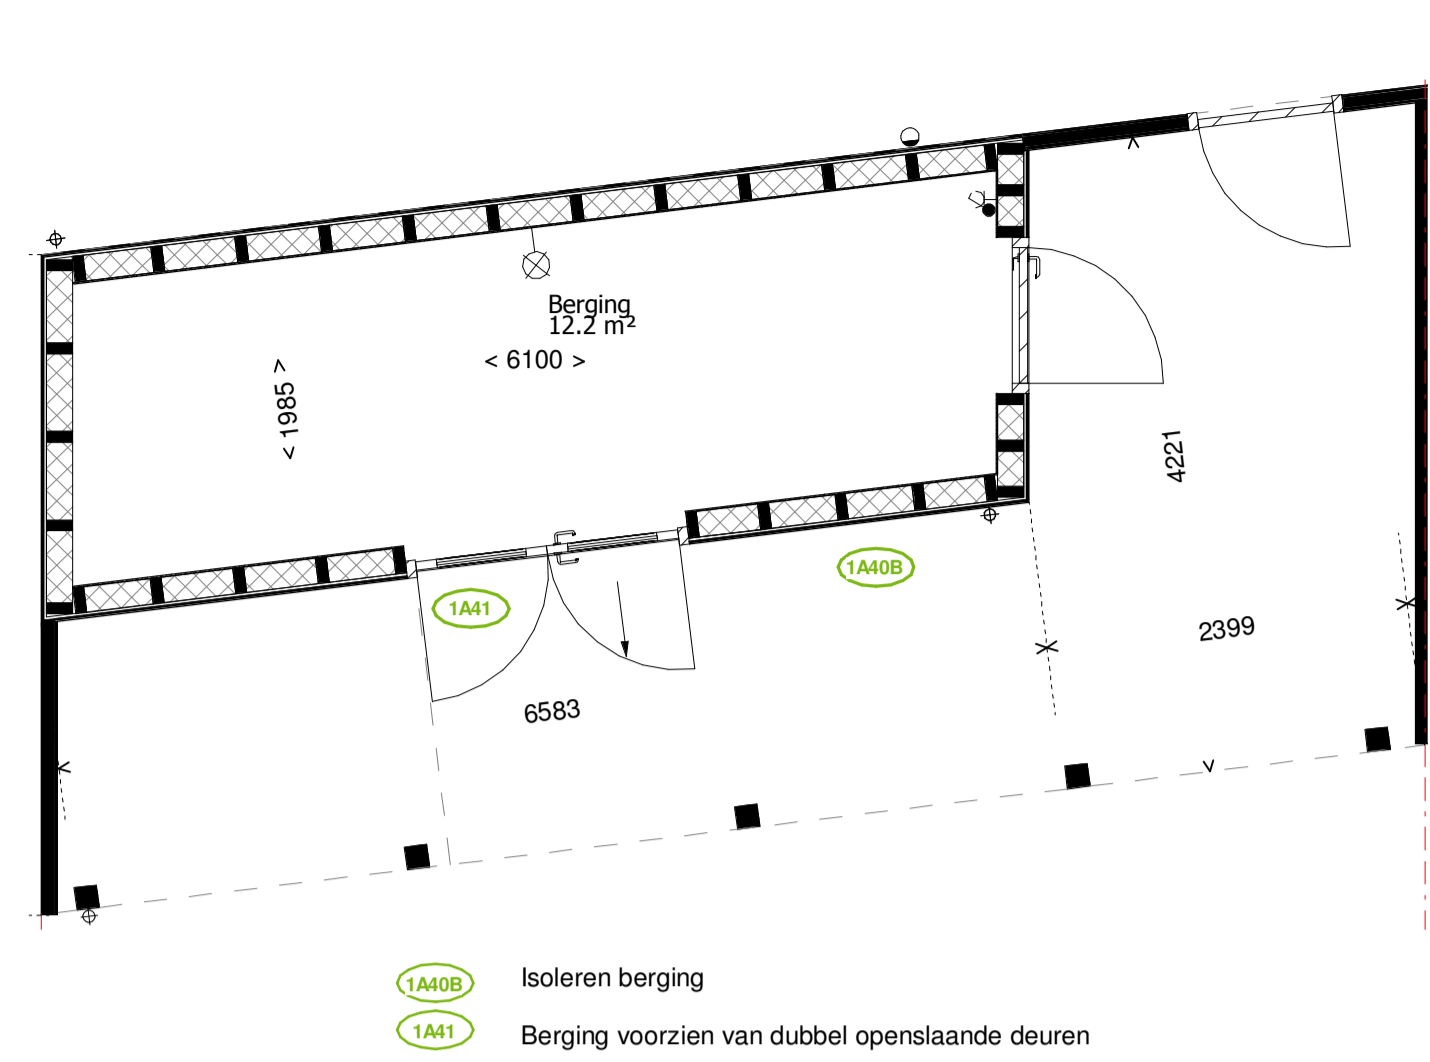 Berging
12.2 m²
< 6100 >
< 1985 >
4221
1A40B
1A41
2399
6583
1A40B Isoleren berging
1A41 Berging voorzien van dubbel openslaande deuren